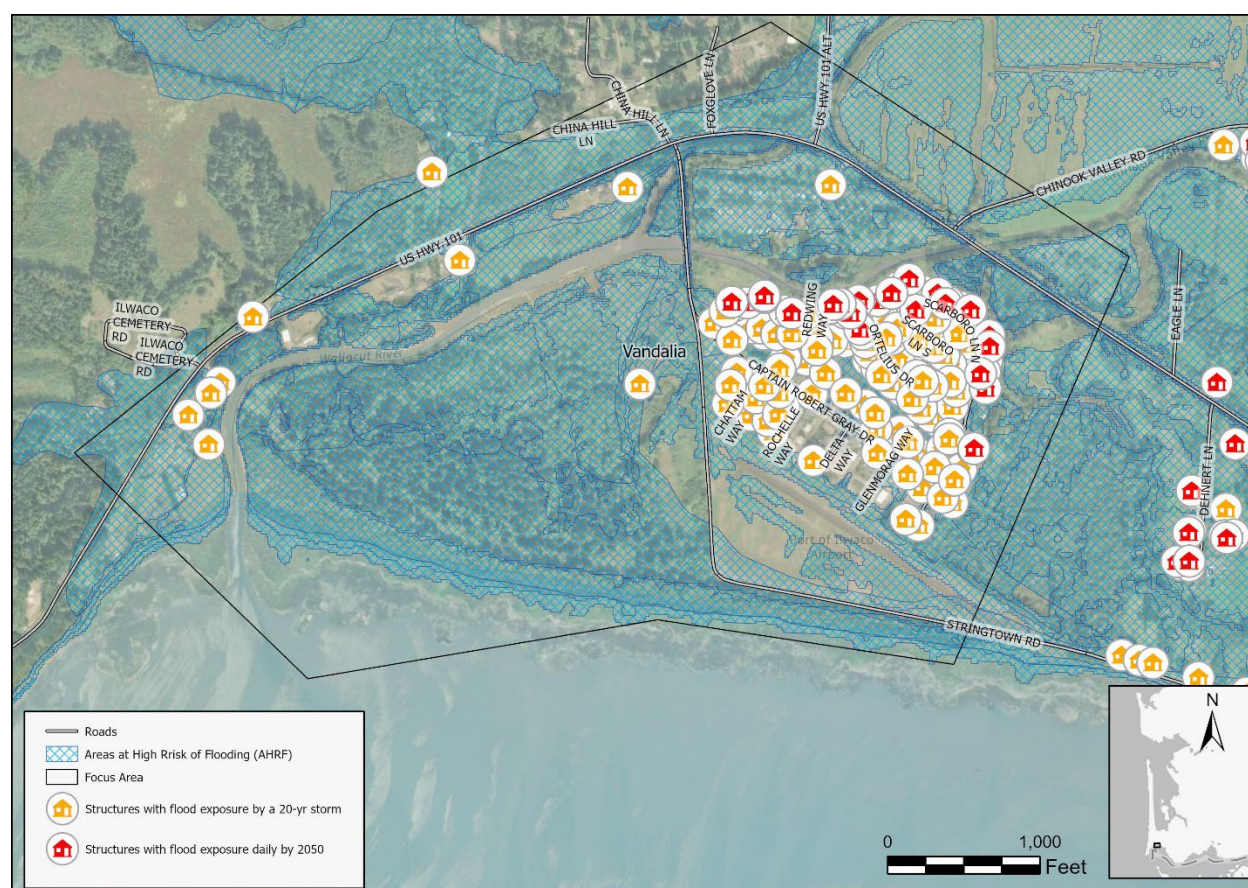 CHINA HILL LN
FOXGLOVE LN
US HWY 101 ALT
CHINA HILL
LN
CHINOOK VALLEY RD
US HWY 101
ILWACO
CEMETERY
RD
ILWACO
CEMETERY
RD
Wallacut River
Vandalia
REDWING
WAY
ORTELIUS DR
SCARBORO
LN S
SCARBORO LN N
EAGLE LN
CAPTAIN ROBERT GRAY DR
CHATTAM
WAY
ROCHELLE
WAY
DELTA
WAY
GLENMORAG WAY
DEHNERT LN
Port of Ilwaco
Airport
STRINGTOWN RD
Roads
Areas at High Rrisk of Flooding (AHRF)
Focus Area
Structures with flood exposure by a 20-yr storm
Structures with flood exposure daily by 2050
0
1,000
Feet
N